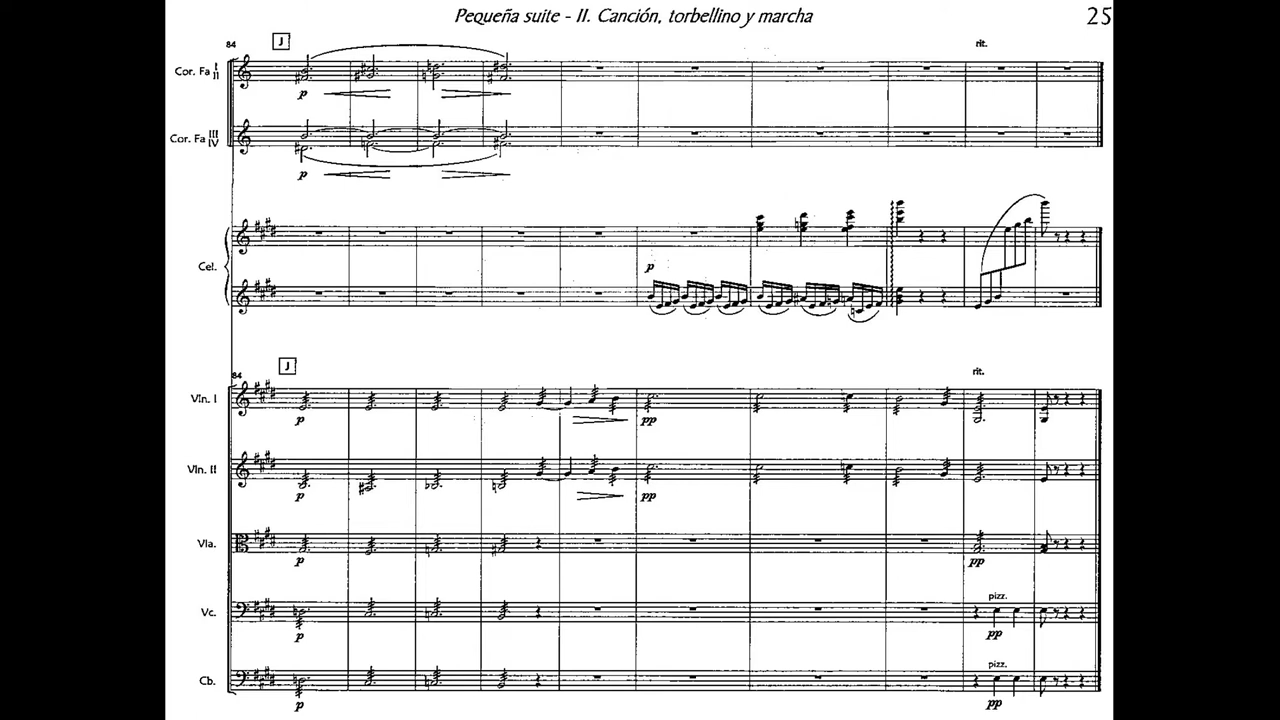 Pequeña suite - II. Canción, torbellino y marcha
25
84
J
rit.
Cor. Fa I II
p
Cor. Fa III IV
p
Cel.
p
84
J
rit.
Vln. I
p
pp
Vln. II
p
pp
Vla.
p
pp
Vc.
p
pizz.
pp
Cb.
p
pizz.
pp